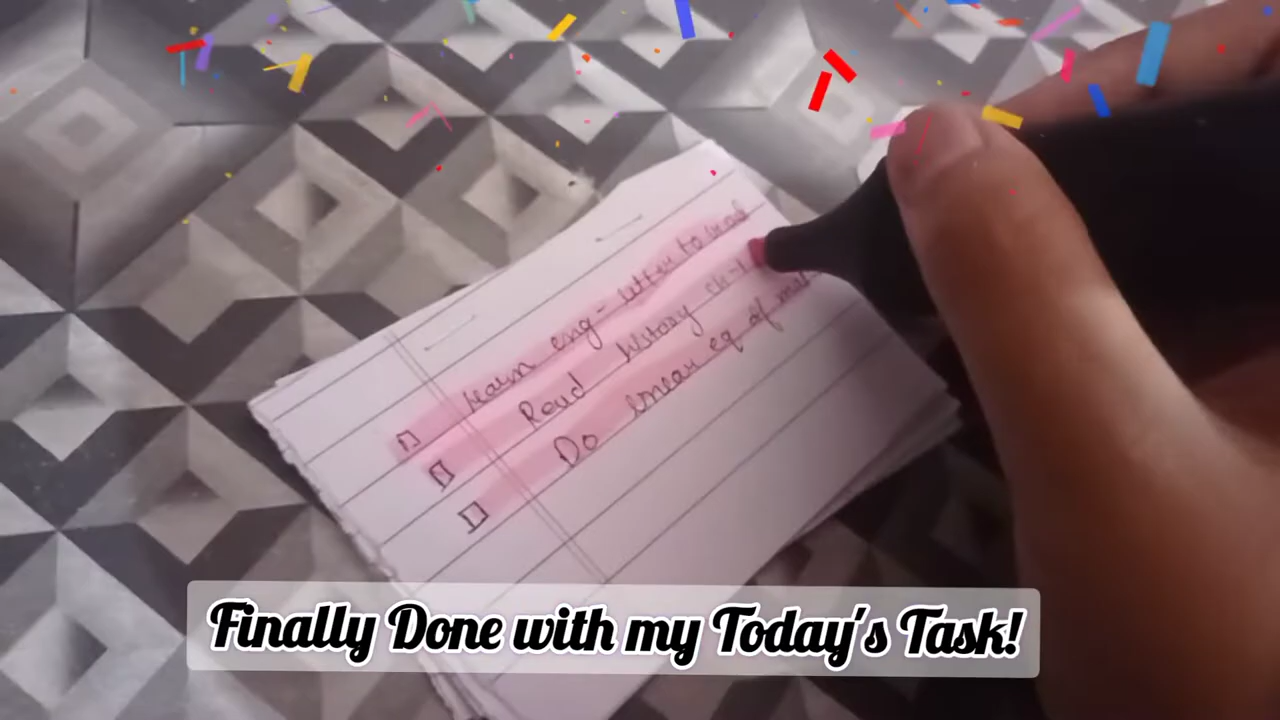 learn eng - letter to
Read history ch-1
Do linear eq of
Finally Done with my Today's Task!